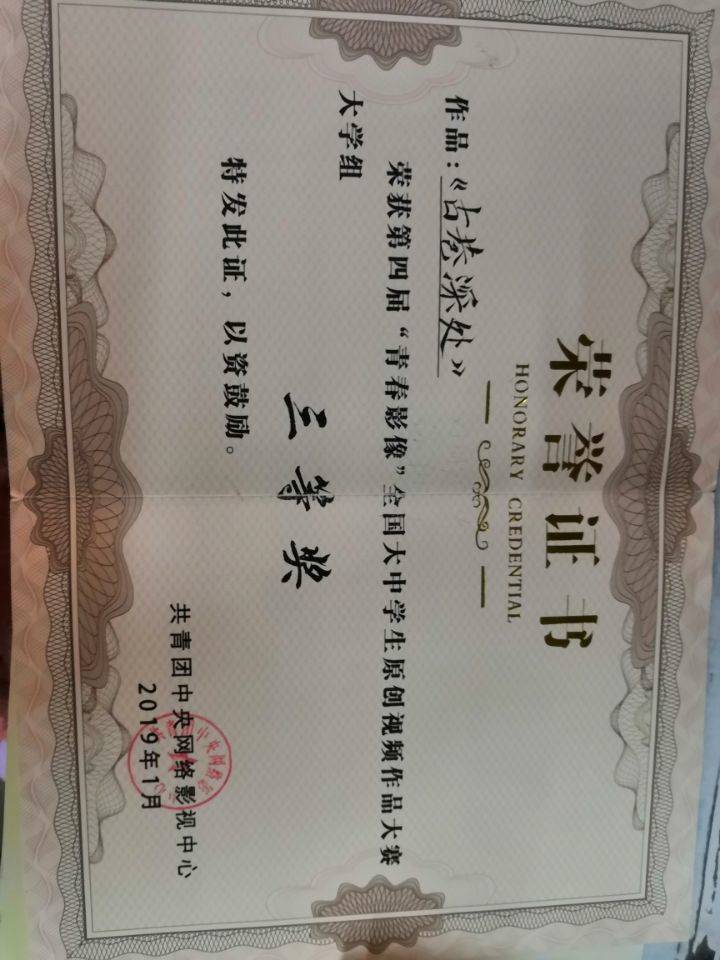 荣誉证书
HONORARY CREDENTIAL
作品：《古巷深处》
荣获第四届“青春影像”全国大中学生原创视频作品大赛
大学组
三等奖
特发此证，以资鼓励。
共青团中央网络影视中心
2019年1月